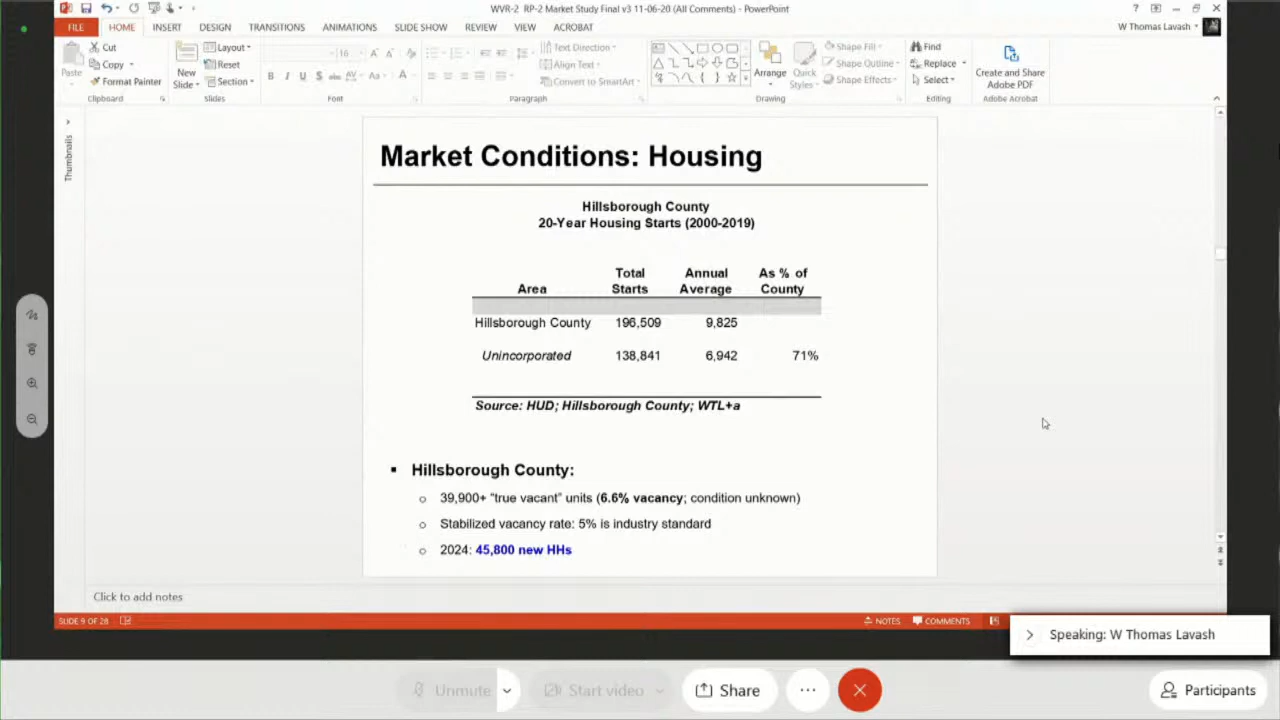 WVR-2 RP-2 Market Study Final v3 11-06-20 (All Comments) - PowerPoint
FILE HOME INSERT DESIGN TRANSITIONS ANIMATIONS SLIDE SHOW REVIEW VIEW ACROBAT
W Thomas Lavash
Paste
Cut
Copy
Format Painter
Clipboard
New Slide
Layout
Reset
Section
Slides
16
B I U S abc AV Aa A
Font
Text Direction
Align Text
Convert to SmartArt
Paragraph
Arrange
Quick Styles
Shape Fill
Shape Outline
Shape Effects
Drawing
Find
Replace
Select
Editing
Create and Share Adobe PDF
Adobe Acrobat
Thumbnails
Market Conditions: Housing
Hillsborough County
20-Year Housing Starts (2000-2019)
Total Annual As % of
Area Starts Average County
Hillsborough County 196,509 9,825
Unincorporated 138,841 6,942 71%
Source: HUD; Hillsborough County; WTL+a
▪ Hillsborough County:
o 39,900+ "true vacant" units (6.6% vacancy; condition unknown)
o Stabilized vacancy rate: 5% is industry standard
o 2024: 45,800 new HHs
Click to add notes
SLIDE 9 OF 28
NOTES COMMENTS
Speaking: W Thomas Lavash
Unmute
Start video
Share
Participants